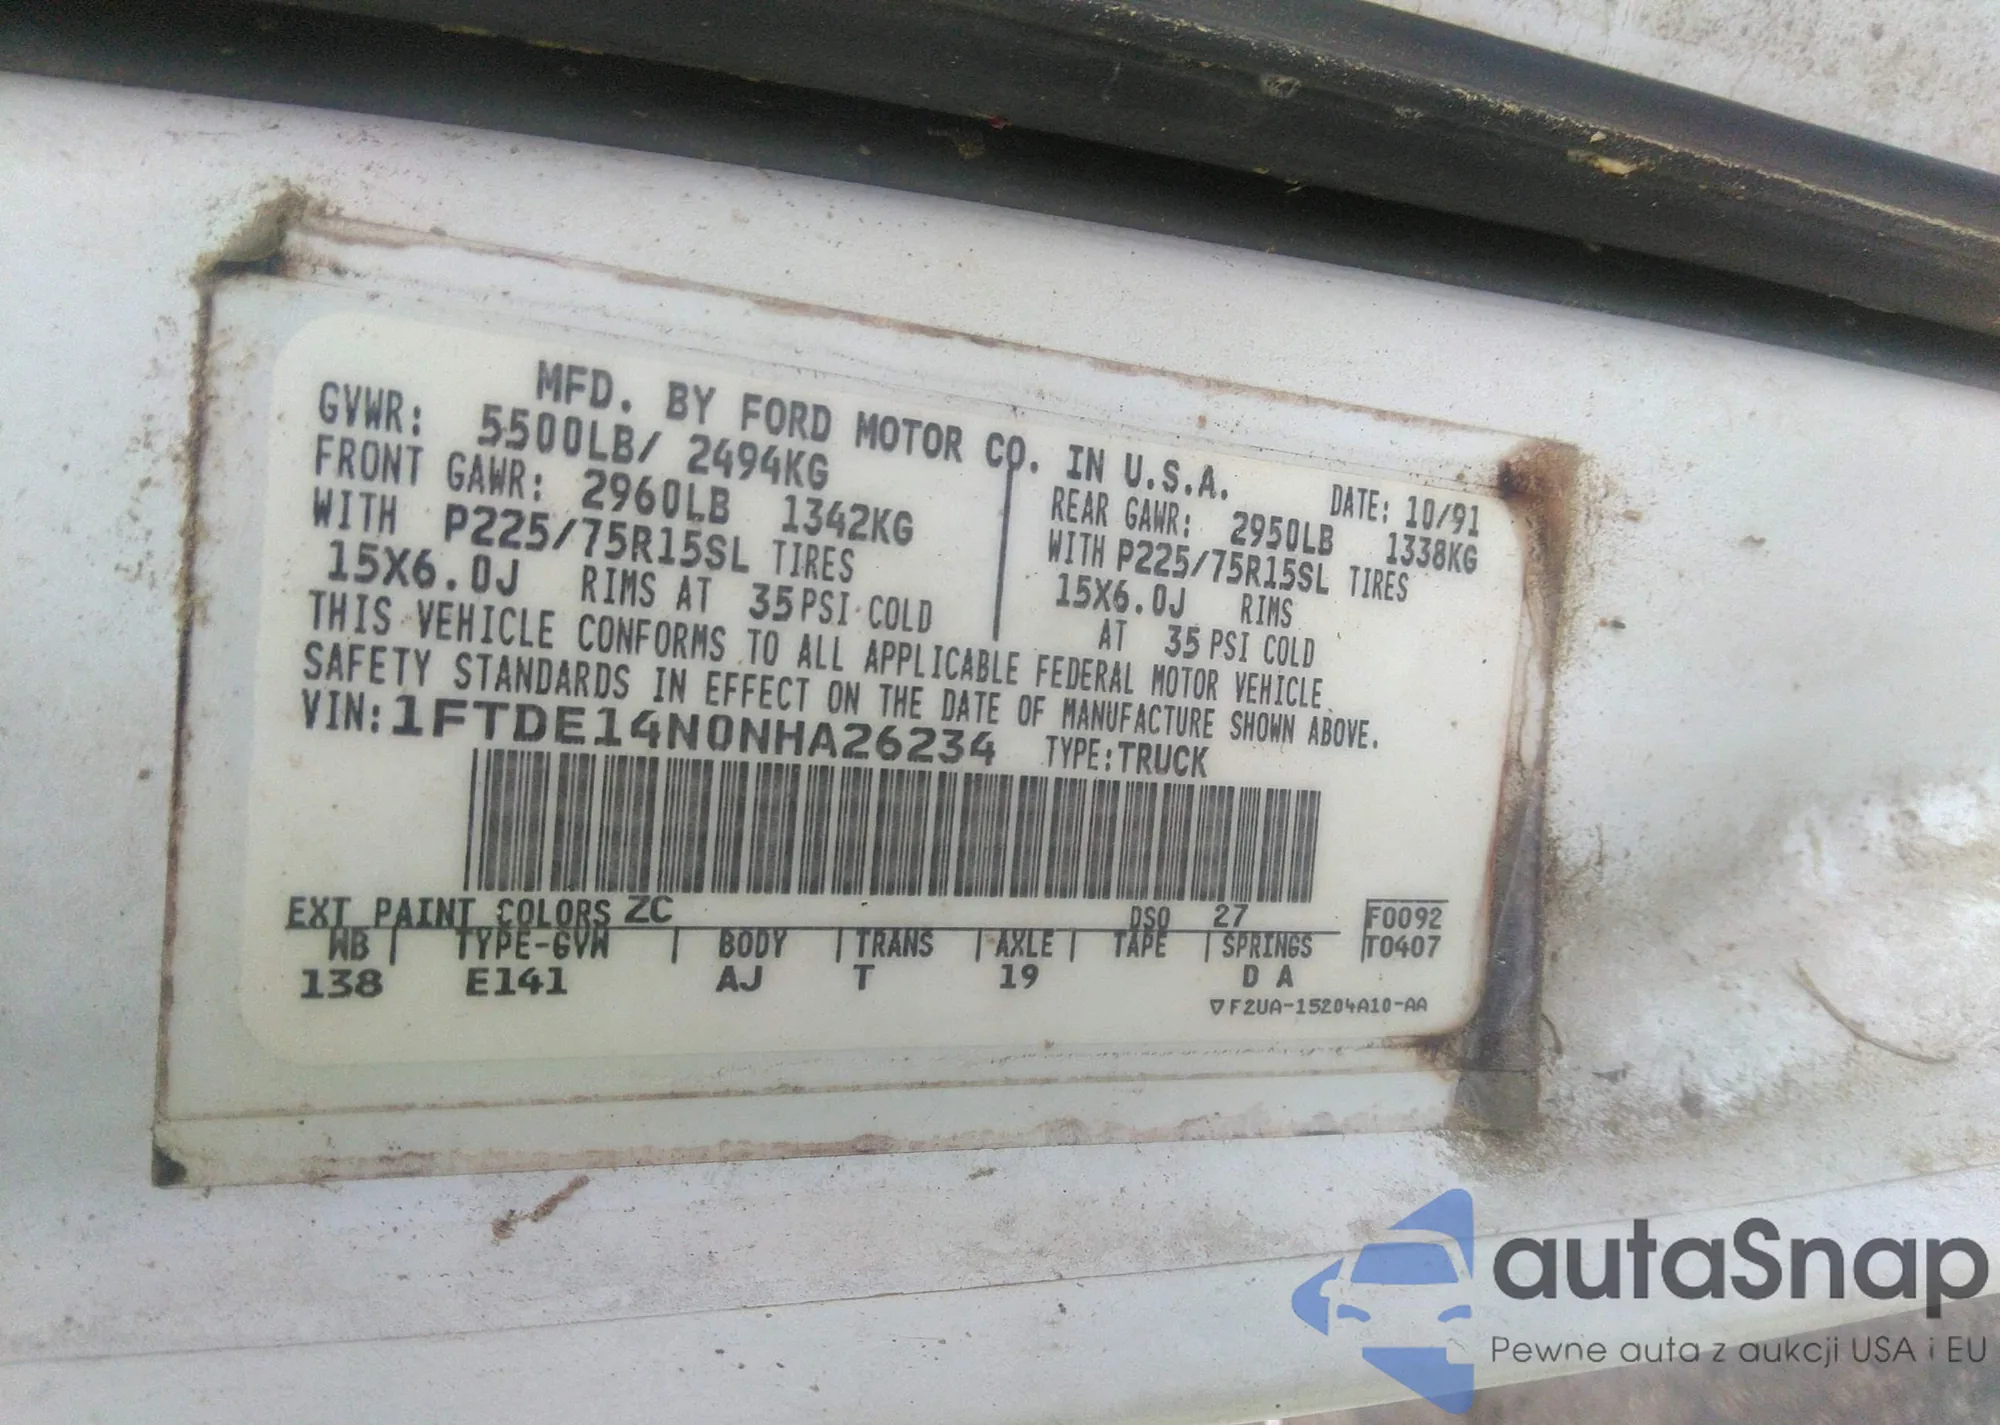 MFD. BY FORD MOTOR CO. IN U.S.A.
GVWR: 5500LB/ 2494KG
DATE: 10/91
FRONT GAWR: 2960LB 1342KG
WITH P225/75R15SL TIRES
15X6.0J RIMS AT 35PSI COLD
REAR GAWR: 2950LB 1338KG
WITH P225/75R15SL TIRES
15X6.0J RIMS
AT 35 PSI COLD
THIS VEHICLE CONFORMS TO ALL APPLICABLE FEDERAL MOTOR VEHICLE
SAFETY STANDARDS IN EFFECT ON THE DATE OF MANUFACTURE SHOWN ABOVE.
VIN: 1FTDE14N0NHA26234 TYPE: TRUCK
EXT PAINT COLORS ZC DSO 27 F0092
WB | TYPE-GVW | BODY | TRANS | AXLE | TAPE | SPRINGS T0407
138 E141 AJ T 19 D A
▽F2UA-15204A10-AA
autaSnap
Pewne auta z aukcji USA i EU